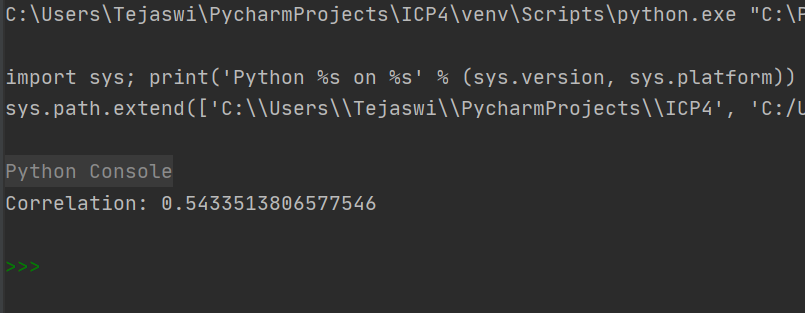 C:\Users\Tejaswi\PycharmProjects\ICP4\venv\Scripts\python.exe "C:\P
import sys; print('Python %s on %s' % (sys.version, sys.platform))
sys.path.extend(['C:\\Users\\Tejaswi\\PycharmProjects\\ICP4', 'C:/U
Python Console
Correlation: 0.5433513806577546
>>>